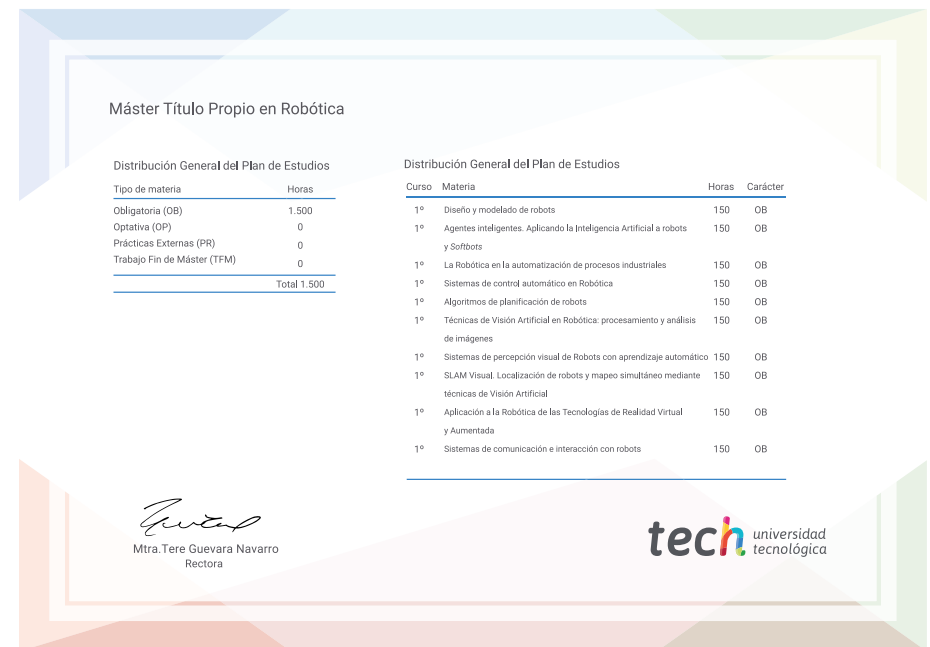 Máster Título Propio en Robótica
Distribución General del Plan de Estudios
Tipo de materia Horas
Obligatoria (OB) 1.500
Optativa (OP) 0
Prácticas Externas (PR) 0
Trabajo Fin de Máster (TFM) 0
Total 1.500
Distribución General del Plan de Estudios
Curso Materia Horas Carácter
1º Diseño y modelado de robots 150 OB
1º Agentes inteligentes. Aplicando la Inteligencia Artificial a robots 150 OB
y Softbots
1º La Robótica en la automatización de procesos industriales 150 OB
1º Sistemas de control automático en Robótica 150 OB
1º Algoritmos de planificación de robots 150 OB
1º Técnicas de Visión Artificial en Robótica: procesamiento y análisis 150 OB
de imágenes
1º Sistemas de percepción visual de Robots con aprendizaje automático 150 OB
1º SLAM Visual. Localización de robots y mapeo simultáneo mediante 150 OB
técnicas de Visión Artificial
1º Aplicación a la Robótica de las Tecnologías de Realidad Virtual 150 OB
y Aumentada
1º Sistemas de comunicación e interacción con robots 150 OB
Mtra.Tere Guevara Navarro
Rectora
tech universidad
tecnológica